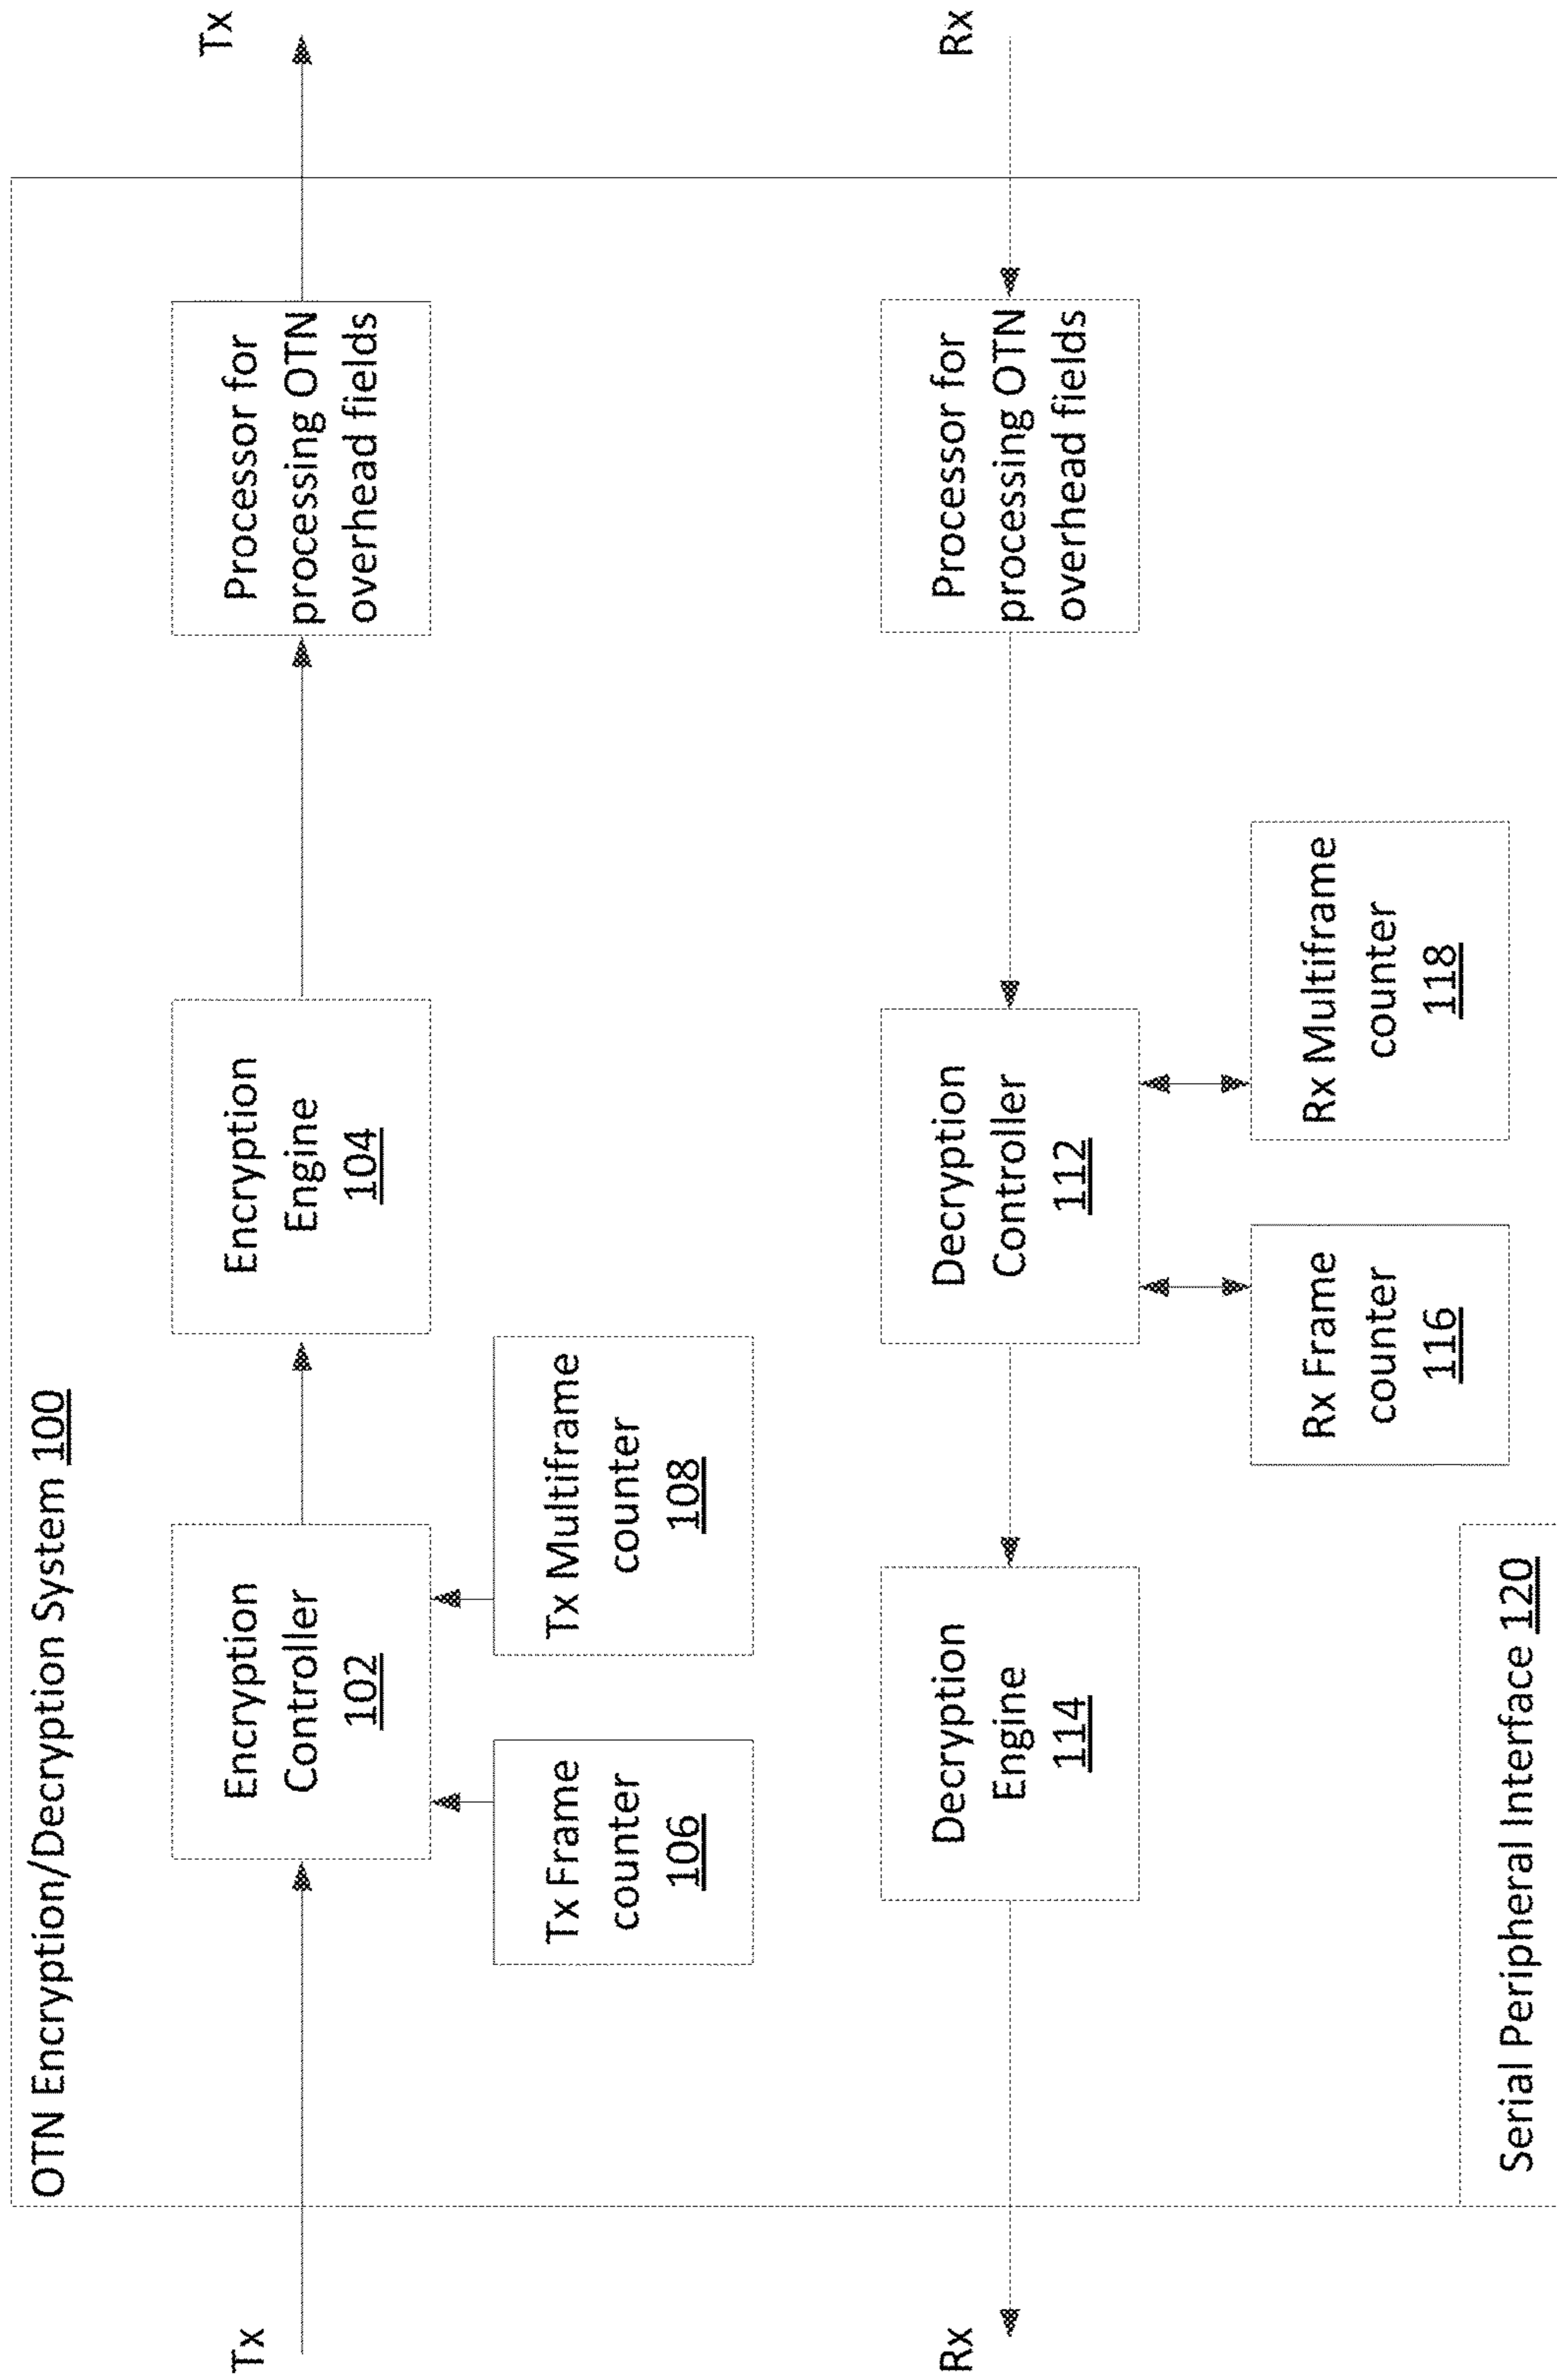 OTN Encryption/Decryption System 100
Tx
Encryption
Controller
102
Encryption
Engine
104
Processor for
processing OTN
overhead fields
Tx
Tx Frame
counter
106
Tx Multiframe
counter
108
Rx
Decryption
Engine
114
Decryption
Controller
112
Processor for
processing OTN
overhead fields
Rx
Rx Frame
counter
116
Rx Multiframe
counter
118
Serial Peripheral Interface 120